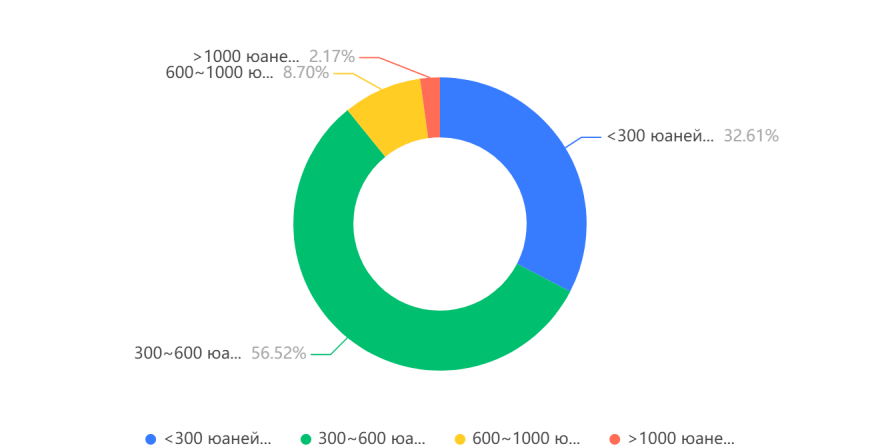 >1000 юане... 2.17%
600~1000 ю... 8.70%
<300 юаней... 32.61%
300~600 юа... 56.52%
<300 юаней... 300~600 юа... 600~1000 ю... >1000 юане...